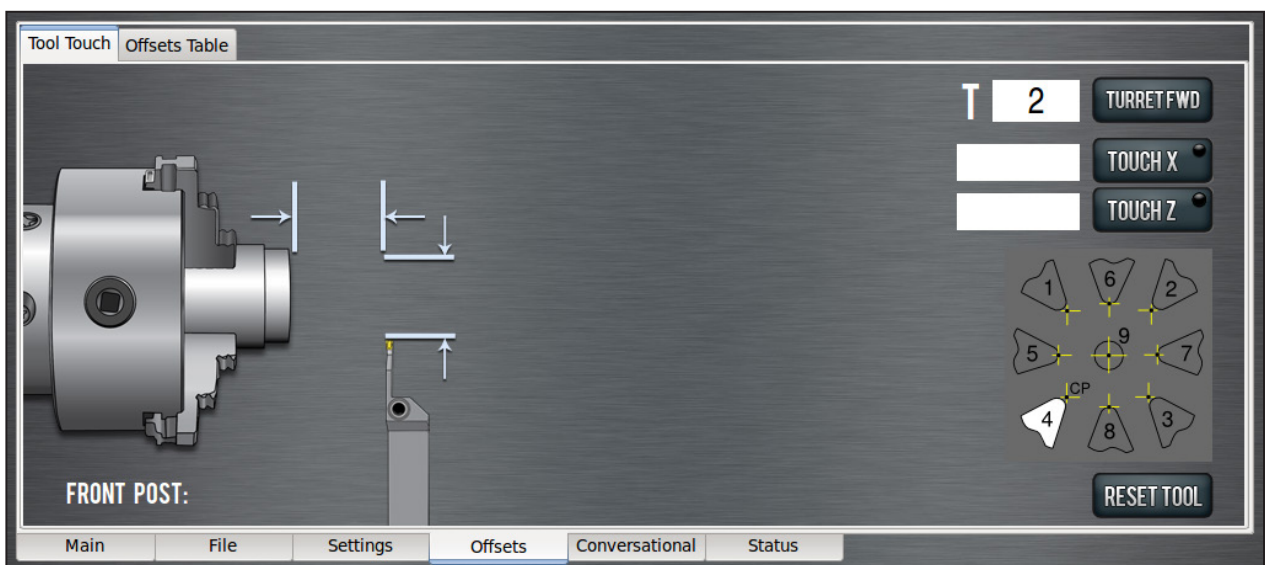 Tool Touch Offsets Table
T 2 TURRET FWD
TOUCH X
TOUCH Z
1 6 2
5 9 7
CP
4 8 3
FRONT POST:
RESET TOOL
Main File Settings Offsets Conversational Status